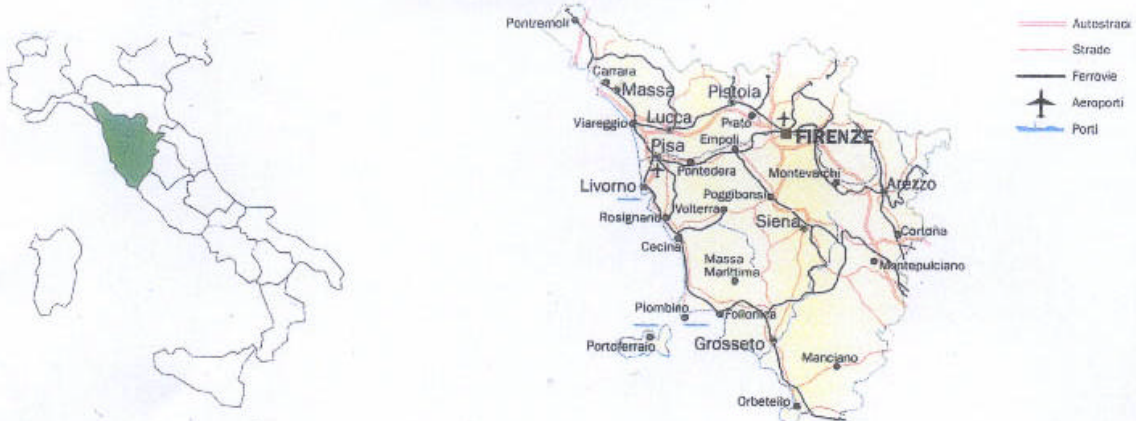 Pontremoli
Autostrade
Strade
Carrara
Massa
Pistoia
Ferrovie
Aeroporti
Viareggio
Lucca
Prato
Porti
Empoli
FIRENZE
Pisa
Pontedera
Montevarchi
Arezzo
Livorno
Poggibonsi
Rosignano
Volterra
Siena
Cortona
Cecina
Massa
Marittima
Montepulciano
Piombino
Follonica
Portoferraio
Grosseto
Manciano
Orbetello